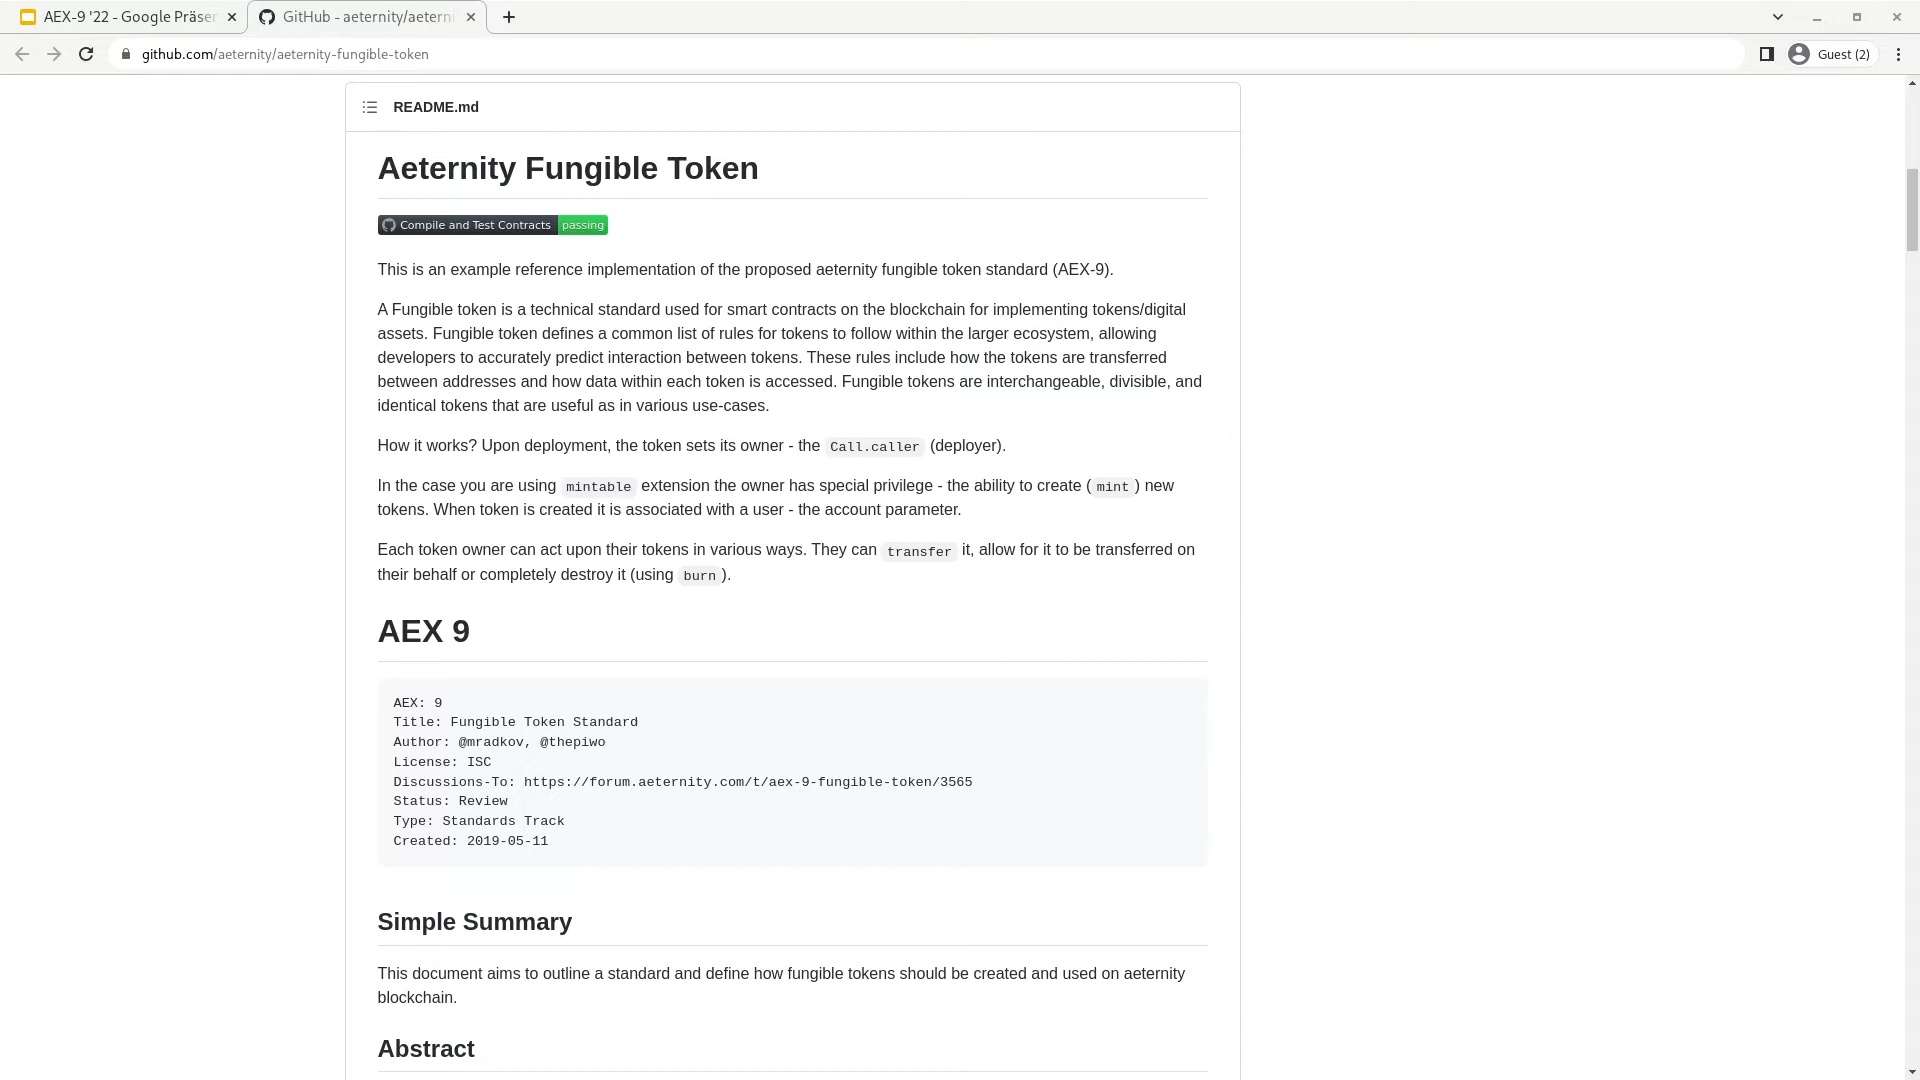 AEX-9 '22 - Google Präsen
GitHub - aeternity/aeterni
github.com/aeternity/aeternity-fungible-token
Guest (2)
README.md
Aeternity Fungible Token
Compile and Test Contracts passing
This is an example reference implementation of the proposed aeternity fungible token standard (AEX-9).
A Fungible token is a technical standard used for smart contracts on the blockchain for implementing tokens/digital
assets. Fungible token defines a common list of rules for tokens to follow within the larger ecosystem, allowing
developers to accurately predict interaction between tokens. These rules include how the tokens are transferred
between addresses and how data within each token is accessed. Fungible tokens are interchangeable, divisible, and
identical tokens that are useful as in various use-cases.
How it works? Upon deployment, the token sets its owner - the Call.caller (deployer).
In the case you are using mintable extension the owner has special privilege - the ability to create ( mint ) new
tokens. When token is created it is associated with a user - the account parameter.
Each token owner can act upon their tokens in various ways. They can transfer it, allow for it to be transferred on
their behalf or completely destroy it (using burn ).
AEX 9
AEX: 9
Title: Fungible Token Standard
Author: @mradkov, @thepiwo
License: ISC
Discussions-To: https://forum.aeternity.com/t/aex-9-fungible-token/3565
Status: Review
Type: Standards Track
Created: 2019-05-11
Simple Summary
This document aims to outline a standard and define how fungible tokens should be created and used on aeternity
blockchain.
Abstract